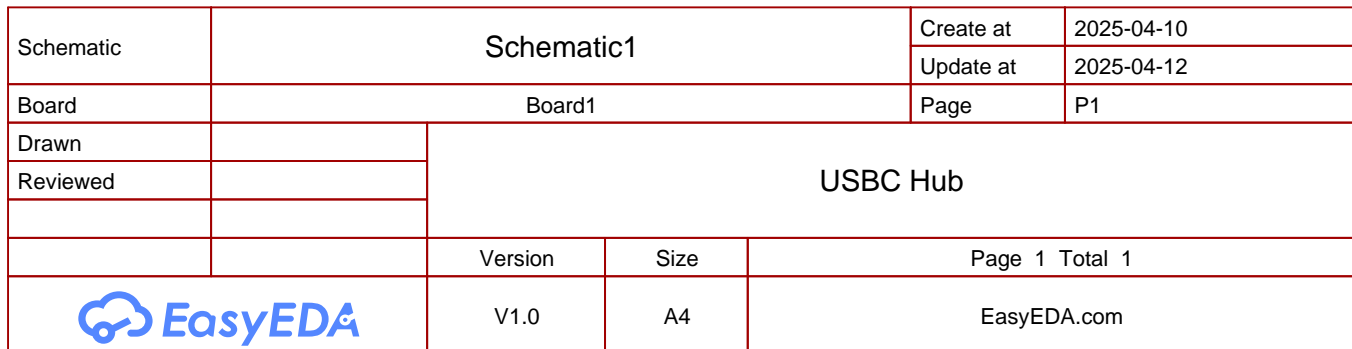 Schematic
Schematic1
Create at 2025-04-10
Update at 2025-04-12
Board Board1 Page P1
Drawn
Reviewed
USBC Hub
Version Size Page 1 Total 1
EasyEDA V1.0 A4 EasyEDA.com